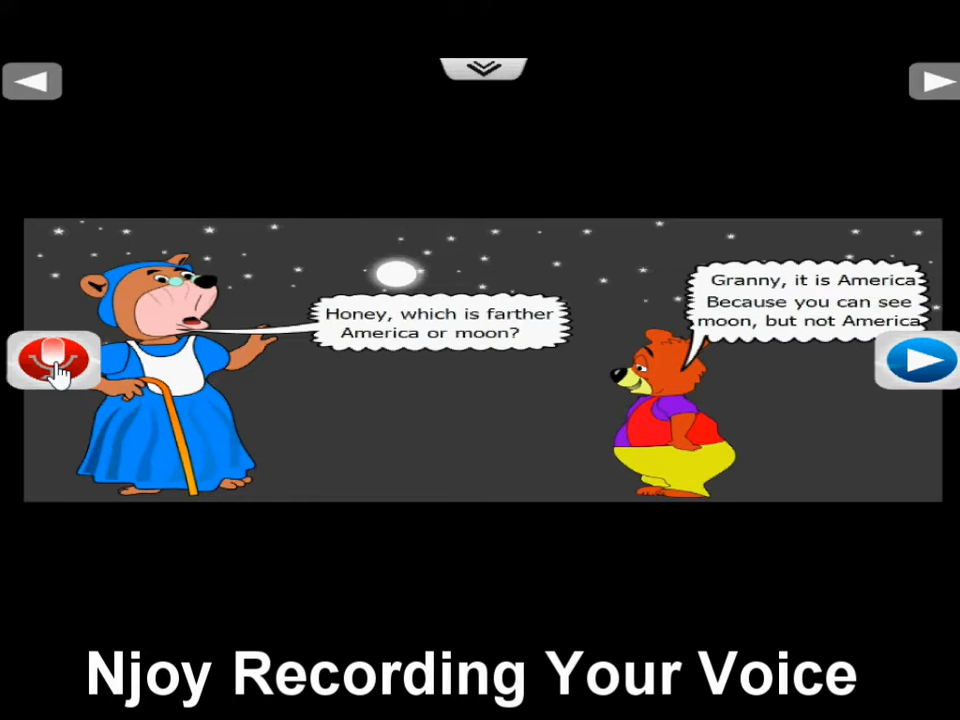 Honey, which is farther
America or moon?
Granny, it is America
Because you can see
moon, but not America
Njoy Recording Your Voice